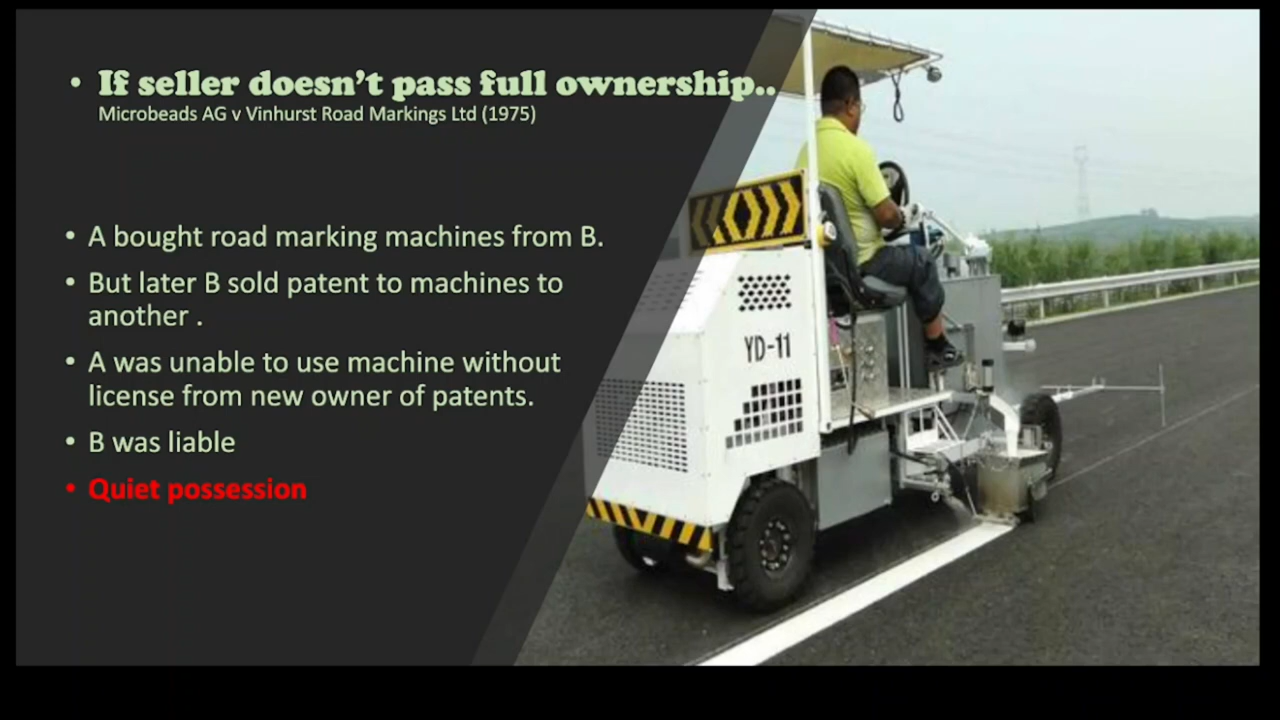 • If seller doesn't pass full ownership..
Microbeads AG v Vinhurst Road Markings Ltd (1975)
• A bought road marking machines from B.
• But later B sold patent to machines to
another .
• A was unable to use machine without
license from new owner of patents.
• B was liable
• Quiet possession
YD-11